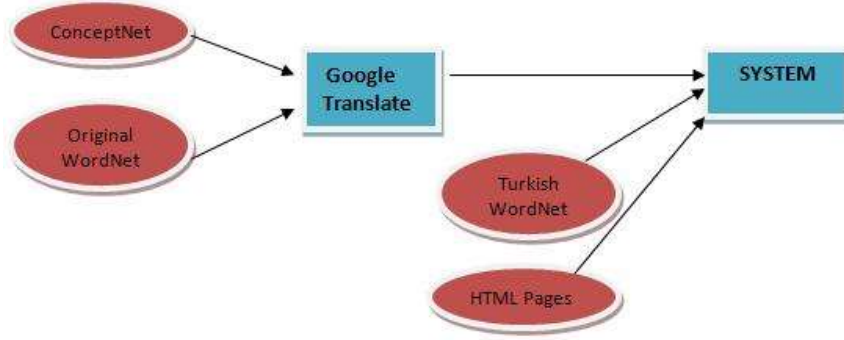 ConceptNet
Google
Translate
SYSTEM
Original
WordNet
Turkish
WordNet
HTML Pages